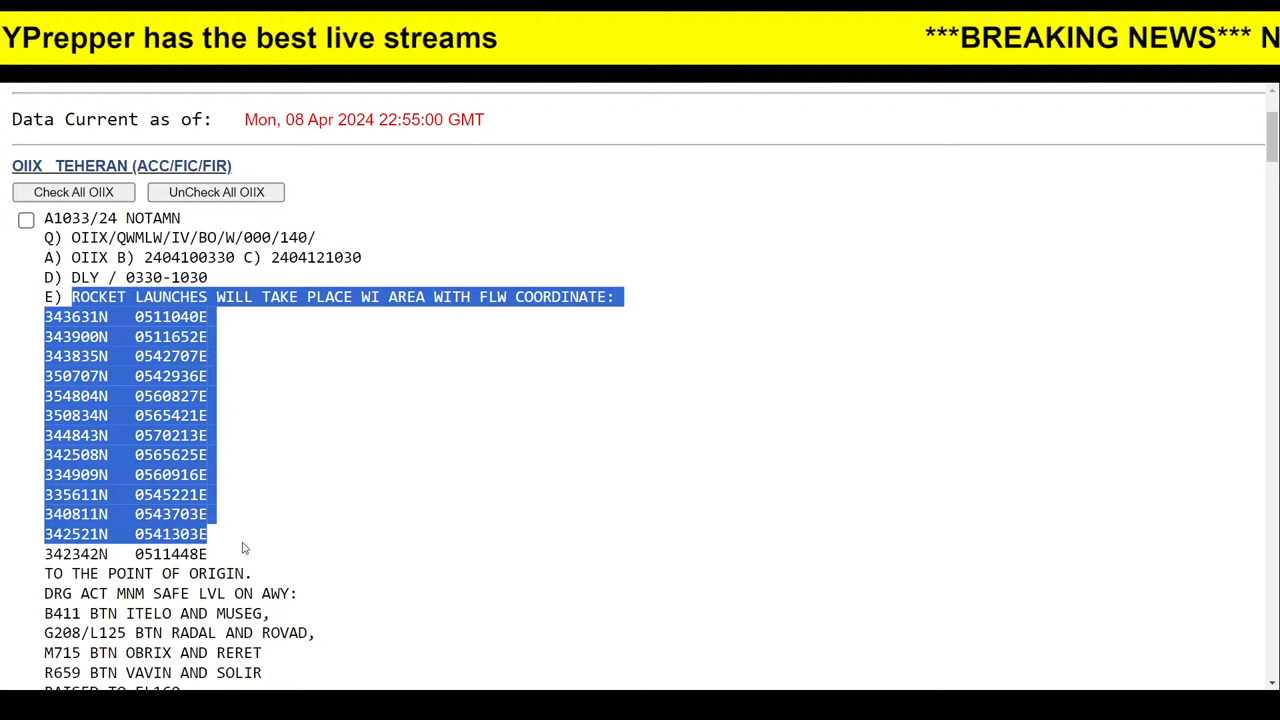 YPrepper has the best live streams ***BREAKING NEWS*** N
Data Current as of: Mon, 08 Apr 2024 22:55:00 GMT
OIIX TEHERAN (ACC/FIC/FIR)
Check All OIIX UnCheck All OIIX
A1033/24 NOTAMN
Q) OIIX/QWMLW/IV/BO/W/000/140/
A) OIIX B) 2404100330 C) 2404121030
D) DLY / 0330-1030
E) ROCKET LAUNCHES WILL TAKE PLACE WI AREA WITH FLW COORDINATE:
343631N 0511040E
343900N 0511652E
343835N 0542707E
350707N 0542936E
354804N 0560827E
350834N 0565421E
344843N 0570213E
342508N 0565625E
334909N 0560916E
335611N 0545221E
340811N 0543703E
342521N 0541303E
342342N 0511448E
TO THE POINT OF ORIGIN.
DRG ACT MNM SAFE LVL ON AWY:
B411 BTN ITELO AND MUSEG,
G208/L125 BTN RADAL AND ROVAD,
M715 BTN OBRIX AND RERET
R659 BTN VAVIN AND SOLIR
RAISED TO FL160